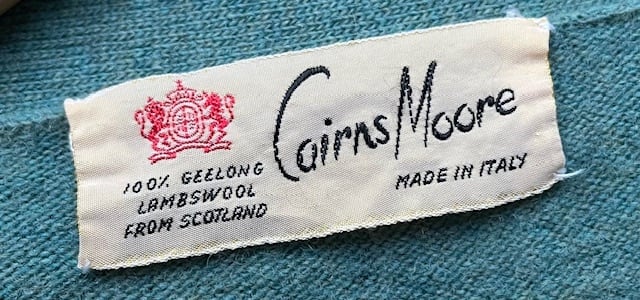 Cairns Moore
100% GEELONG
LAMBSWOOL
FROM SCOTLAND
MADE IN ITALY